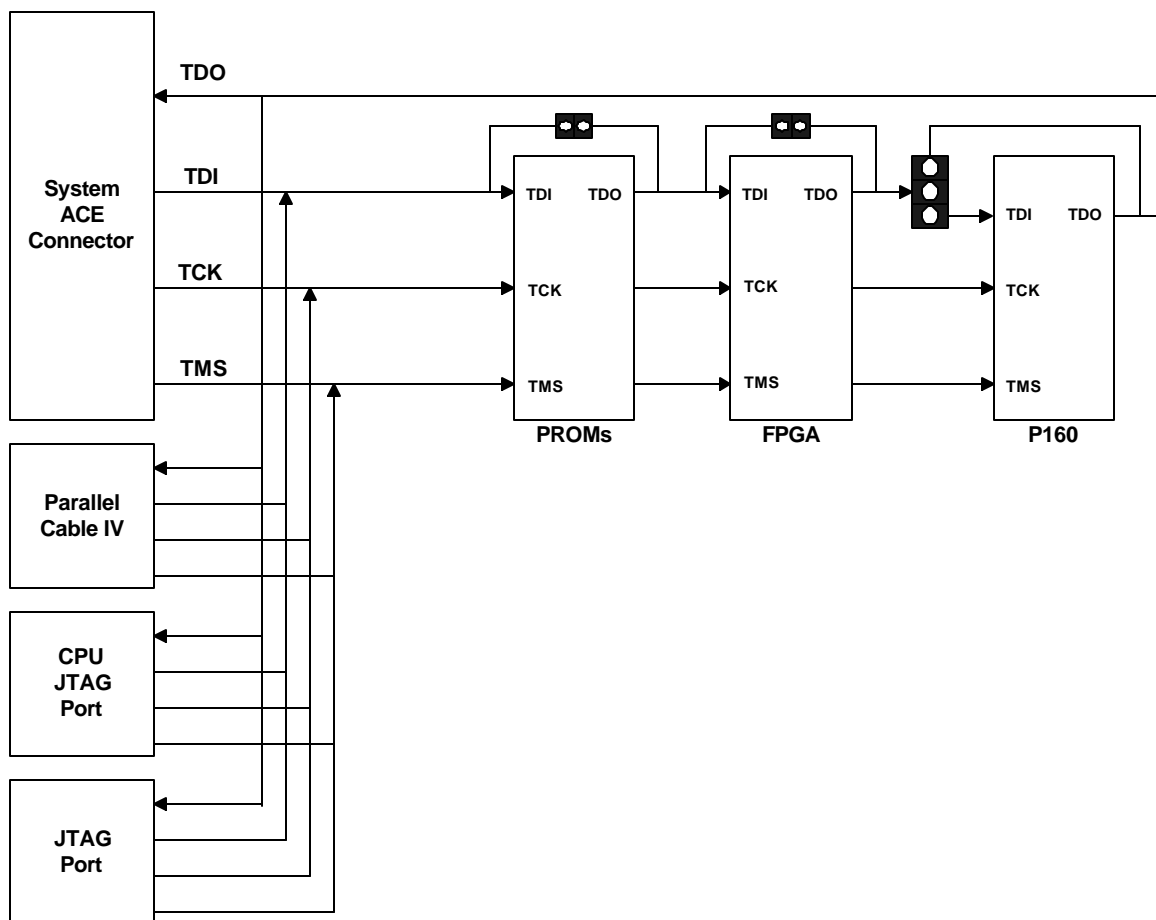 System
ACE
Connector
TDO
TDI
TCK
TMS
TDI TDO
TCK
TMS
PROMs
TDI TDO
TCK
TMS
FPGA
TDI TDO
TCK
TMS
P160
Parallel
Cable IV
CPU
JTAG
Port
JTAG
Port